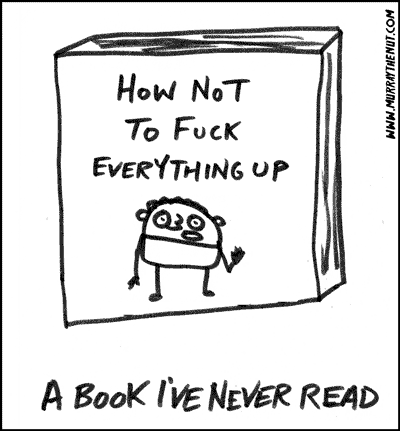 HOW NOT
TO FUCK
EVERYTHING UP
A BOOK I'VE NEVER READ
WWW.MURRAYTHENUT.COM